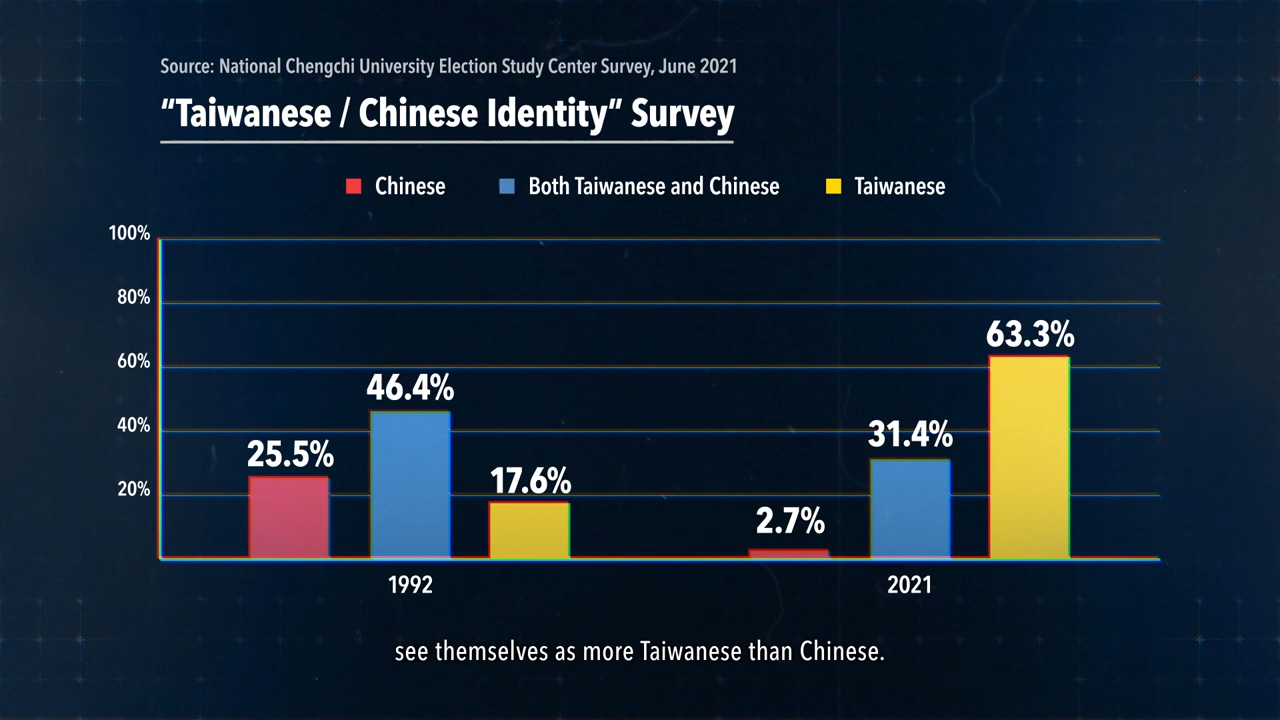 Source: National Chengchi University Election Study Center Survey, June 2021
“Taiwanese / Chinese Identity” Survey
Chinese
Both Taiwanese and Chinese
Taiwanese
100%
80%
60%
40%
20%
25.5%
46.4%
17.6%
2.7%
31.4%
63.3%
1992
2021
see themselves as more Taiwanese than Chinese.